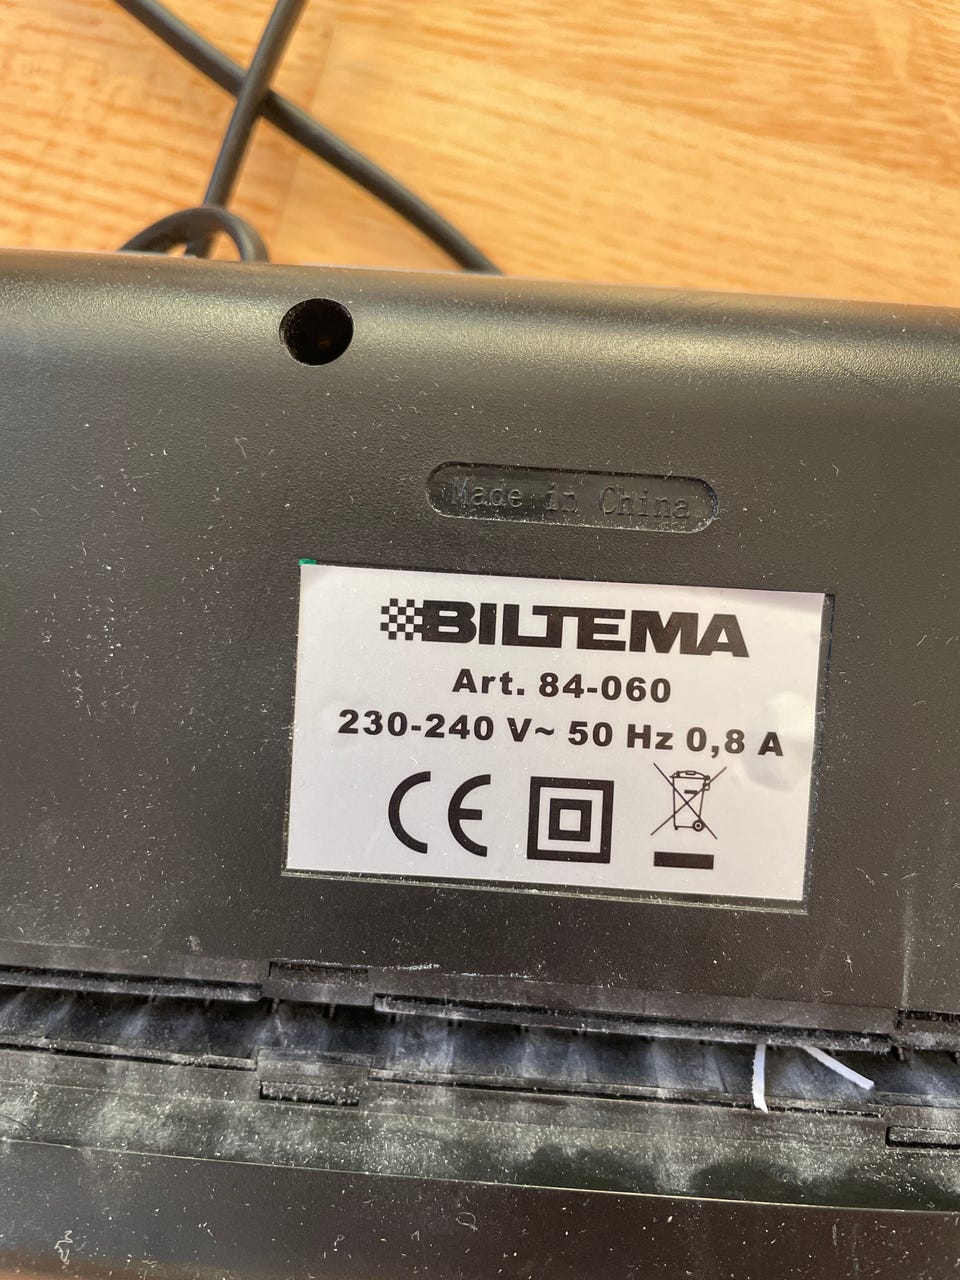 Made in China
BILTEMA
Art. 84-060
230-240 V~ 50 Hz 0,8 A
CE